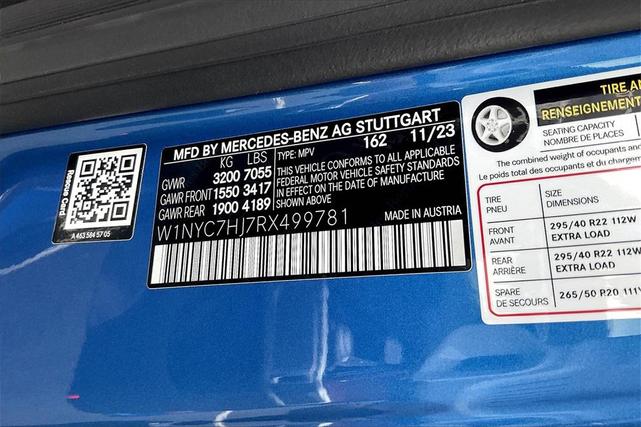 Rescue Card
A 463 584 57 05
MFD BY MERCEDES-BENZ AG STUTTGART
162 11/23
KG LBS
GVWR 3200 7055
GAWR FRONT 1550 3417
GAWR REAR 1900 4189
TYPE: MPV
THIS VEHICLE CONFORMS TO ALL APPLICABLE
FEDERAL MOTOR VEHICLE SAFETY STANDARDS
IN EFFECT ON THE DATE OF MANUFACTURE
SHOWN ABOVE
W1NYC7HJ7RX499781
MADE IN AUSTRIA
TIRE
RENSEIGNEMENT
SEATING CAPACITY
NOMBRE DE PLACES
The combined weight of occupants and
Le poids total des occupants et du
TIRE
PNEU
SIZE
DIMENSIONS
FRONT
AVANT
295/40 R22 112W
EXTRA LOAD
REAR
ARRIÈRE
295/40 R22 112W
EXTRA LOAD
SPARE
DE SECOURS
265/50 R20 111